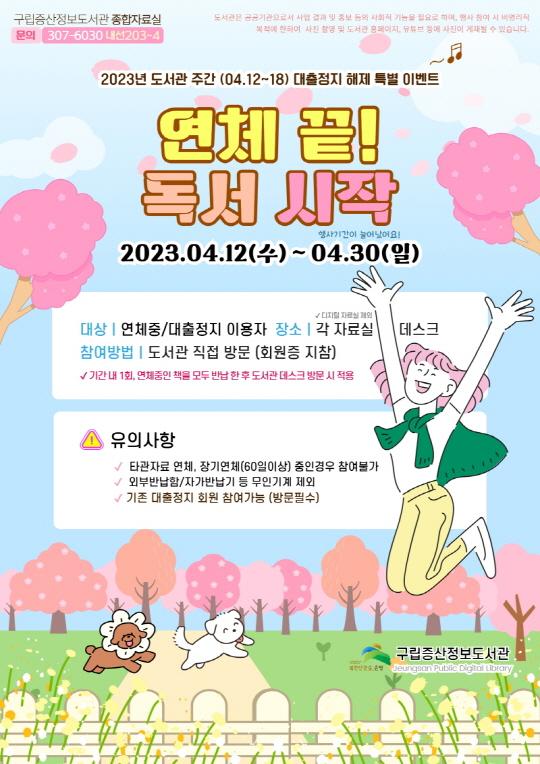 구립증산정보도서관 종합자료실
문의 307-6030 내선203~4
도서관은 공공기관으로서 사업 결과 및 홍보 등의 사회적 기능을 필요로 하며, 행사 참여 시 비영리적
목적에 한하여 사진 촬영 및 도서관 홈페이지, 유튜브 등에 사진이 게재될 수 있습니다.
2023년 도서관 주간 (04.12~18) 대출정지 해제 특별 이벤트
연체 끝!
독서 시작
행사기간이 늘어났어요!
2023.04.12(수) ~ 04.30(일)
✓ 디지털 자료실 제외
대상 | 연체중/대출정지 이용자 장소 | 각 자료실 데스크
참여방법 | 도서관 직접 방문 (회원증 지참)
✓ 기간 내 1회, 연체중인 책을 모두 반납 한 후 도서관 데스크 방문 시 적용
유의사항
✓ 타관자료 연체, 장기연체(60일이상) 중인경우 참여불가
✓ 외부반납함/자가반납기 등 무인기계 제외
✓ 기존 대출정지 회원 참여가능 (방문필수)
구립증산정보도서관
Jeungsan Public Digital Library